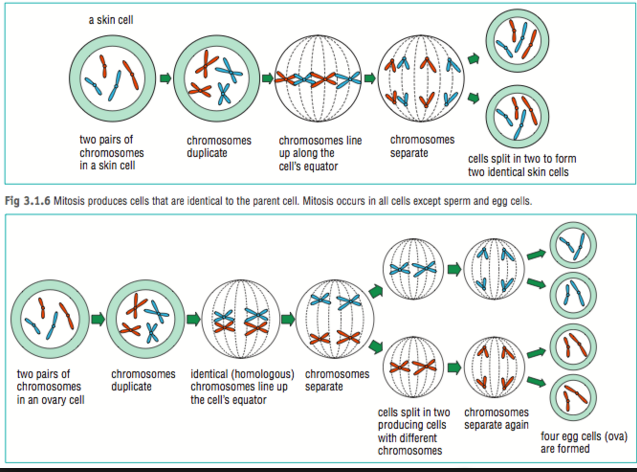 a skin cell
two pairs of
chromosomes
in a skin cell
chromosomes
duplicate
chromosomes line
up along the
cell's equator
chromosomes
separate
cells split in two to form
two identical skin cells
Fig 3.1.6 Mitosis produces cells that are identical to the parent cell. Mitosis occurs in all cells except sperm and egg cells.
two pairs of
chromosomes
in an ovary cell
chromosomes
duplicate
identical (homologous)
chromosomes line up
the cell's equator
chromosomes
separate
cells split in two
producing cells
with different
chromosomes
chromosomes
separate again
four egg cells (ova)
are formed